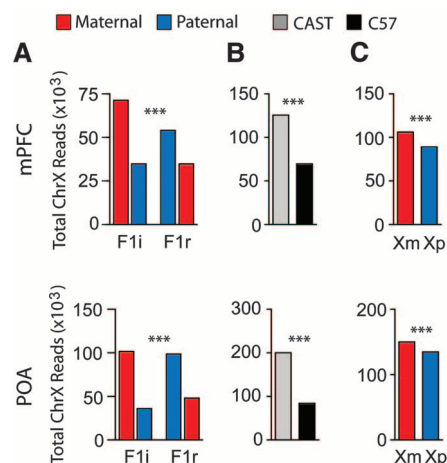 Maternal Paternal CAST C57
A B C
mPFC
Total ChrX Reads (x10³)
75
50
25
0
***
F1i F1r
150
100
50
0
***
150
100
50
0
***
Xm Xp
POA
Total ChrX Reads (x10³)
150
100
50
0
***
F1i F1r
300
200
100
0
***
150
100
0
***
Xm Xp